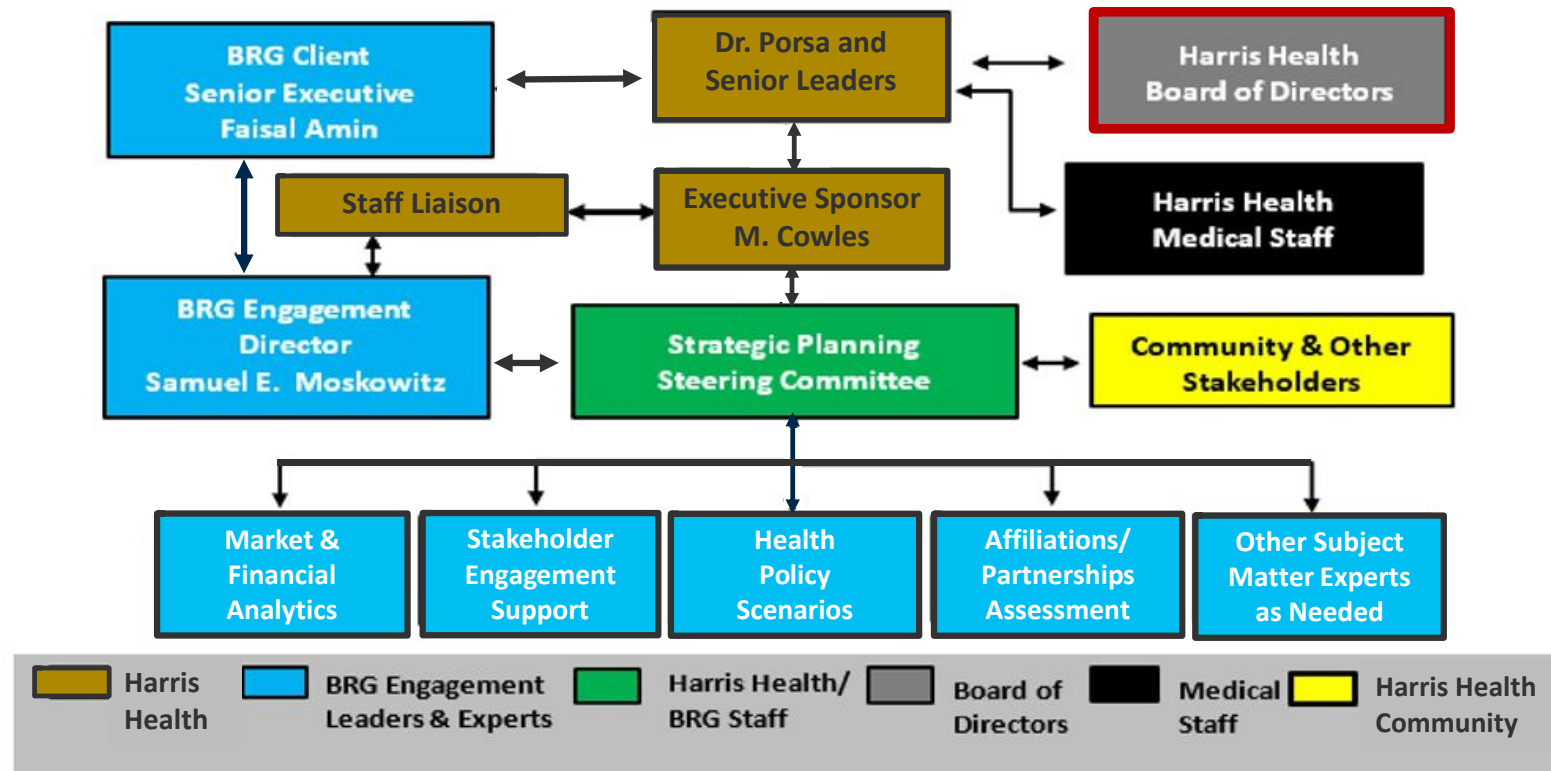 BRG Client
Senior Executive
Faisal Amin
Dr. Porsa and
Senior Leaders
Harris Health
Board of Directors
Staff Liaison
Executive Sponsor
M. Cowles
Harris Health
Medical Staff
BRG Engagement
Director
Samuel E. Moskowitz
Strategic Planning
Steering Committee
Community & Other
Stakeholders
Market &
Financial
Analytics
Stakeholder
Engagement
Support
Health
Policy
Scenarios
Affiliations/
Partnerships
Assessment
Other Subject
Matter Experts
as Needed
Harris
Health
BRG Engagement
Leaders & Experts
Harris Health/
BRG Staff
Board of
Directors
Medical
Staff
Harris Health
Community